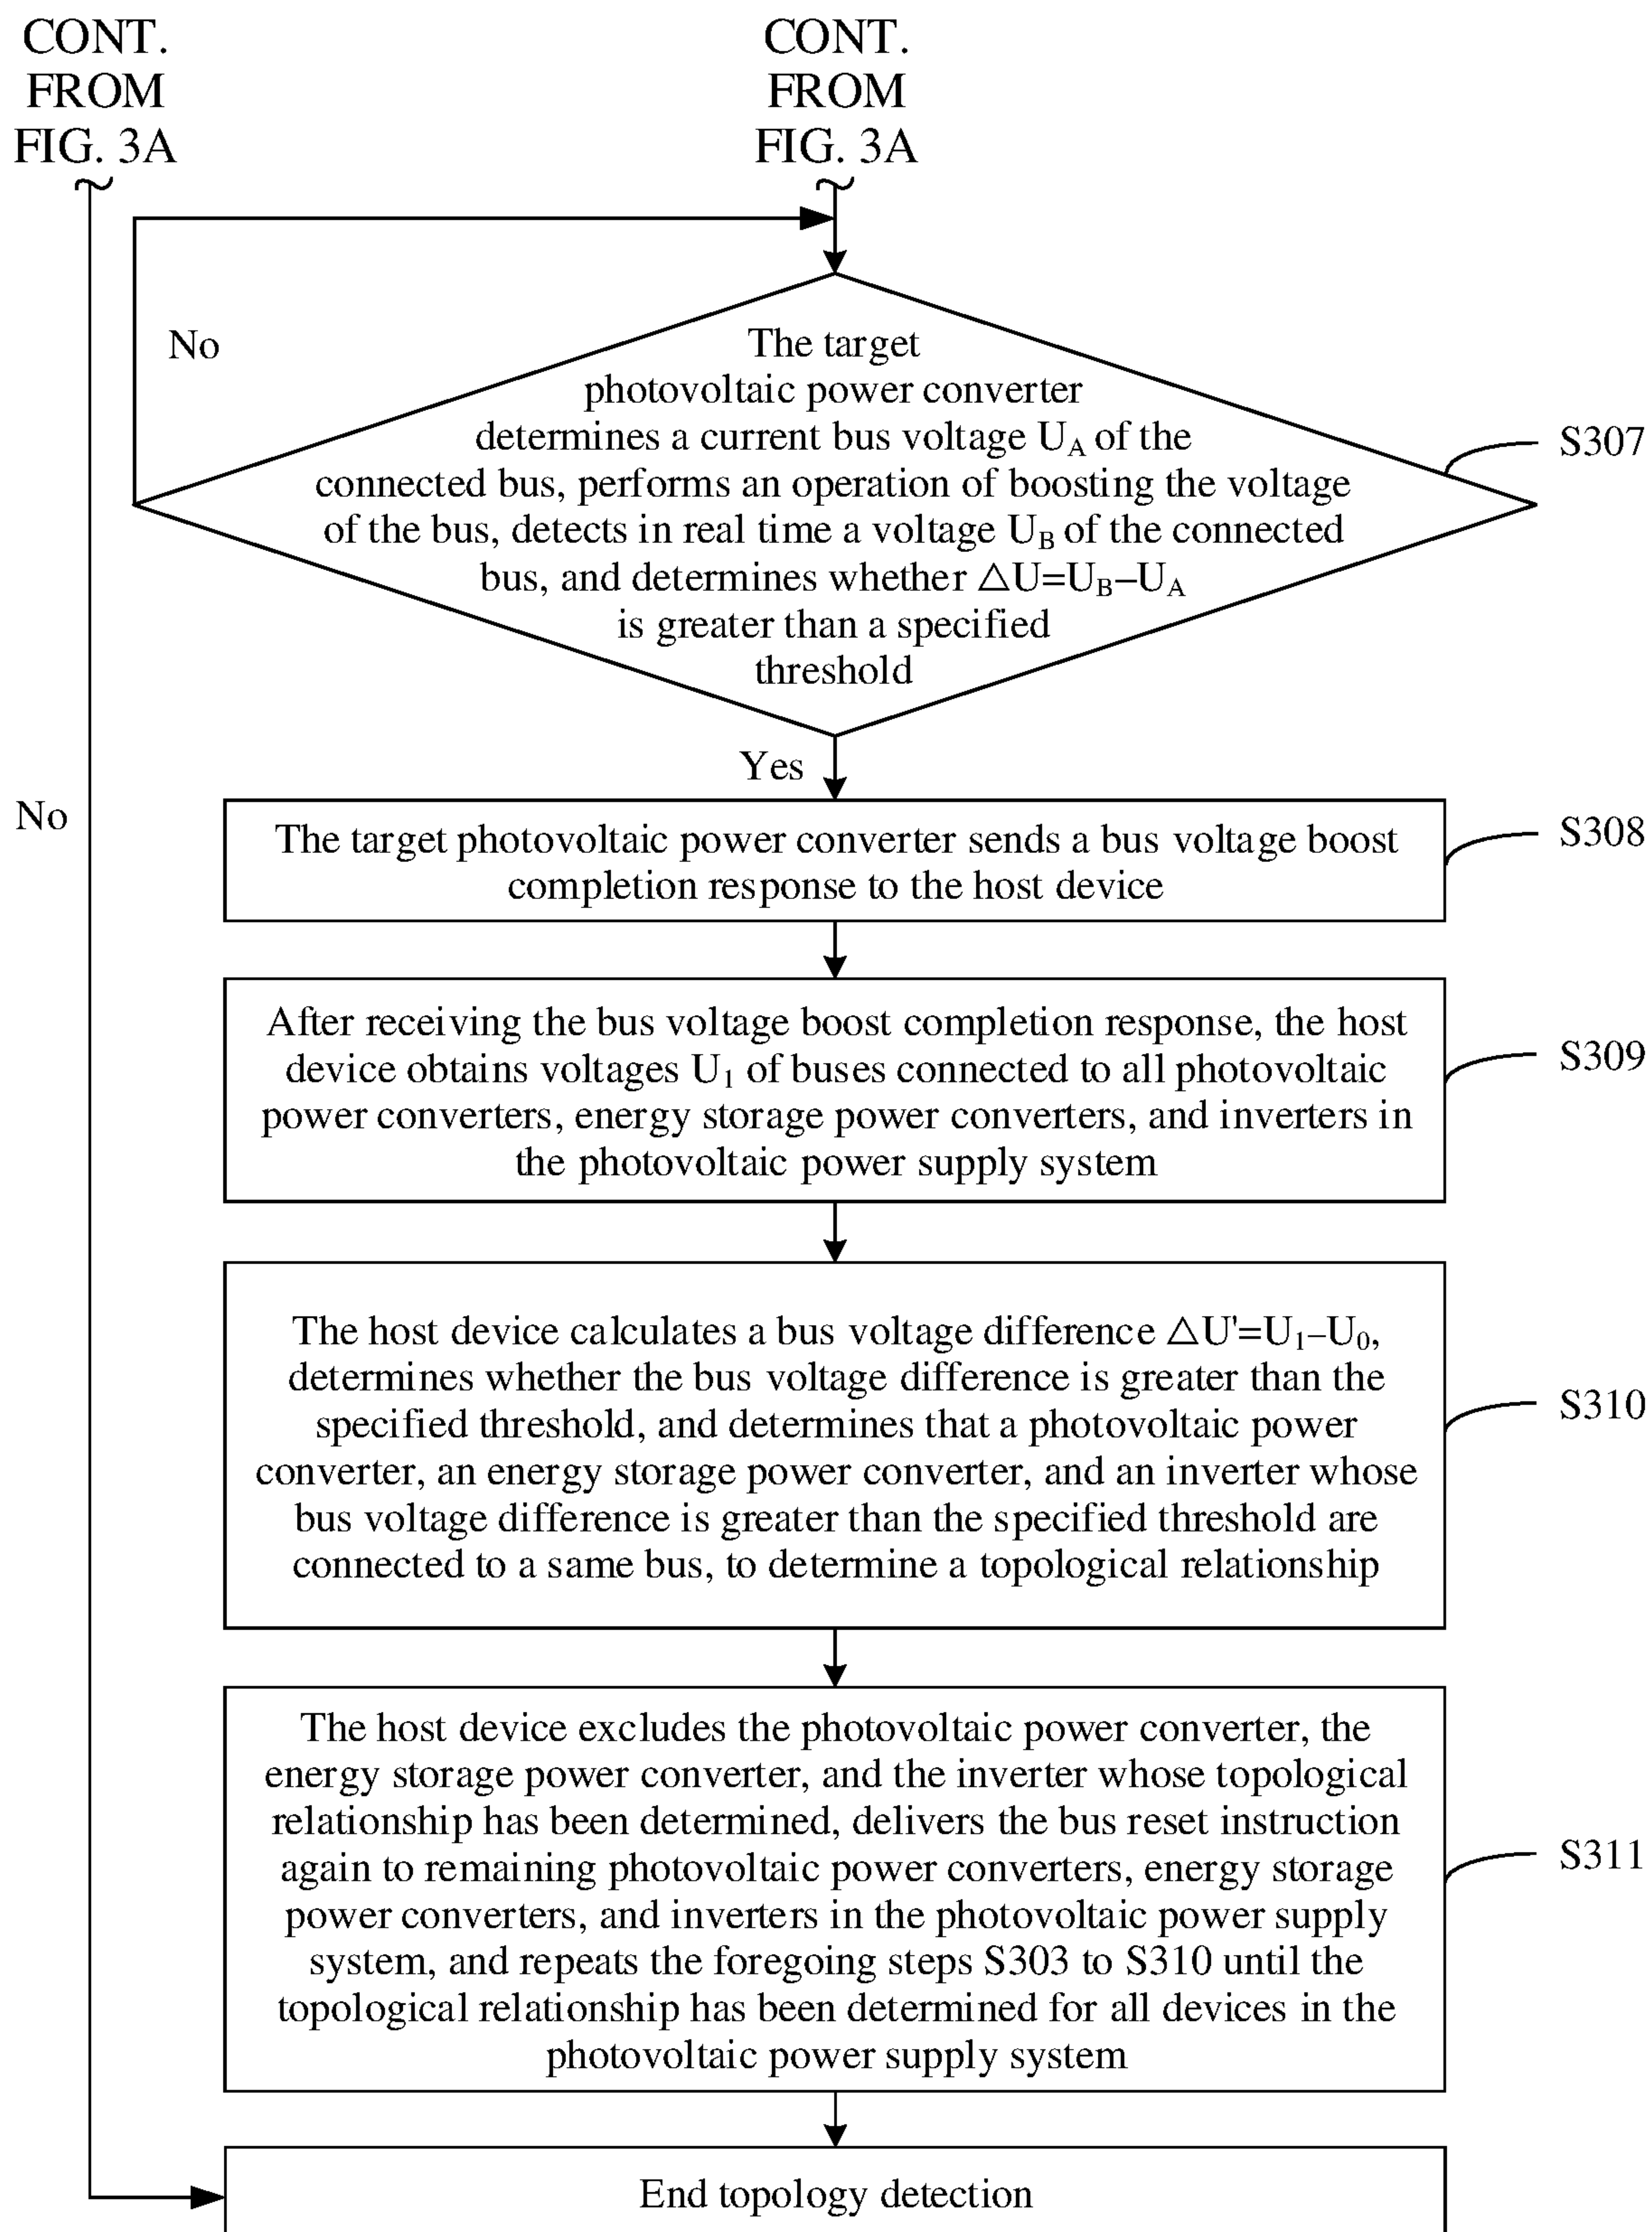 CONT.
FROM
FIG. 3A
CONT.
FROM
FIG. 3A
No
The target
photovoltaic power converter
determines a current bus voltage U_A of the
connected bus, performs an operation of boosting the voltage
of the bus, detects in real time a voltage U_B of the connected
bus, and determines whether △U=U_B–U_A
is greater than a specified
threshold
S307
Yes
No
The target photovoltaic power converter sends a bus voltage boost
completion response to the host device
S308
After receiving the bus voltage boost completion response, the host
device obtains voltages U₁ of buses connected to all photovoltaic
power converters, energy storage power converters, and inverters in
the photovoltaic power supply system
S309
The host device calculates a bus voltage difference △U'=U₁–U₀,
determines whether the bus voltage difference is greater than the
specified threshold, and determines that a photovoltaic power
converter, an energy storage power converter, and an inverter whose
bus voltage difference is greater than the specified threshold are
connected to a same bus, to determine a topological relationship
S310
The host device excludes the photovoltaic power converter, the
energy storage power converter, and the inverter whose topological
relationship has been determined, delivers the bus reset instruction
again to remaining photovoltaic power converters, energy storage
power converters, and inverters in the photovoltaic power supply
system, and repeats the foregoing steps S303 to S310 until the
topological relationship has been determined for all devices in the
photovoltaic power supply system
S311
End topology detection